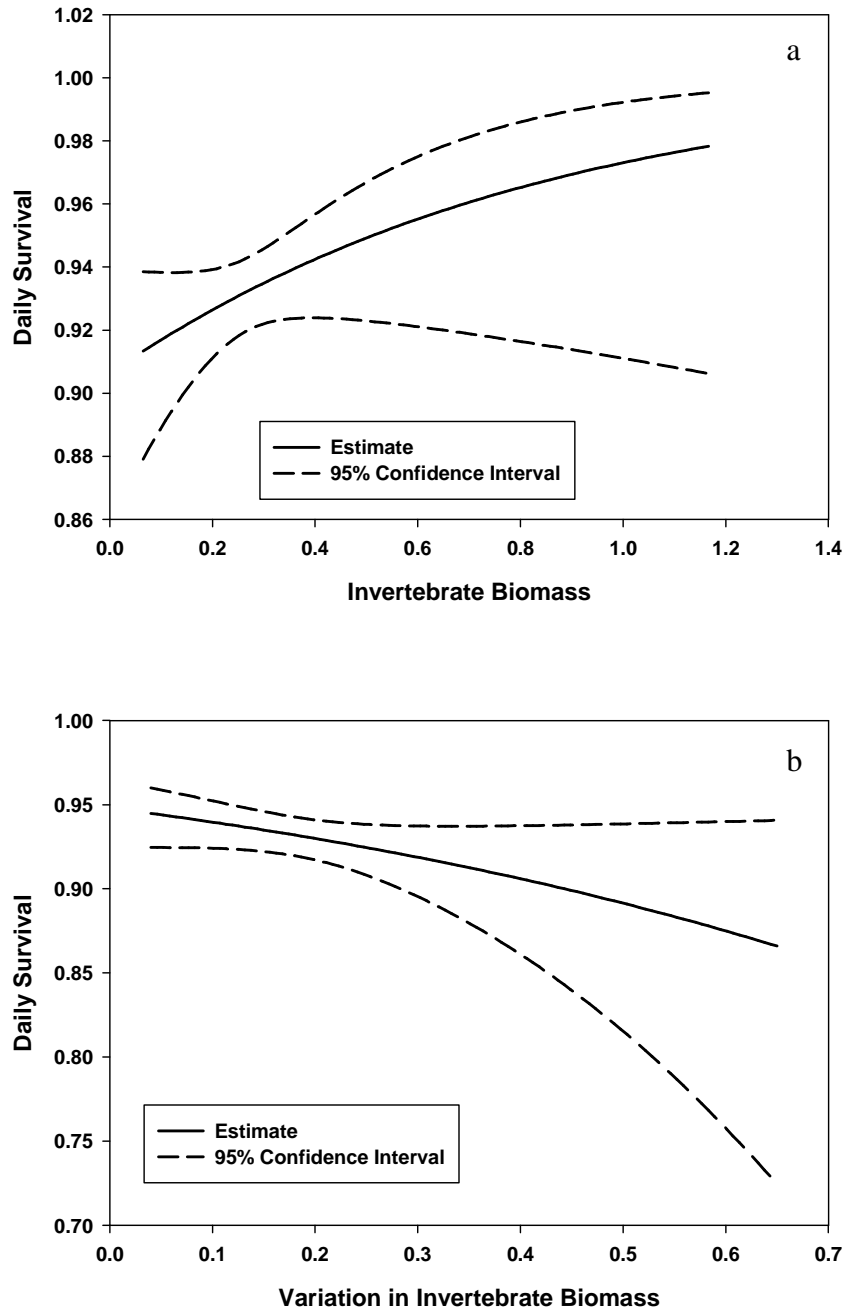 a
1.02
1.00
0.98
0.96
0.94
0.92
0.90
0.88
0.86
Daily Survival
Estimate
95% Confidence Interval
0.0 0.2 0.4 0.6 0.8 1.0 1.2 1.4
Invertebrate Biomass
b
1.00
0.95
0.90
0.85
0.80
0.75
0.70
Daily Survival
Estimate
95% Confidence Interval
0.0 0.1 0.2 0.3 0.4 0.5 0.6 0.7
Variation in Invertebrate Biomass